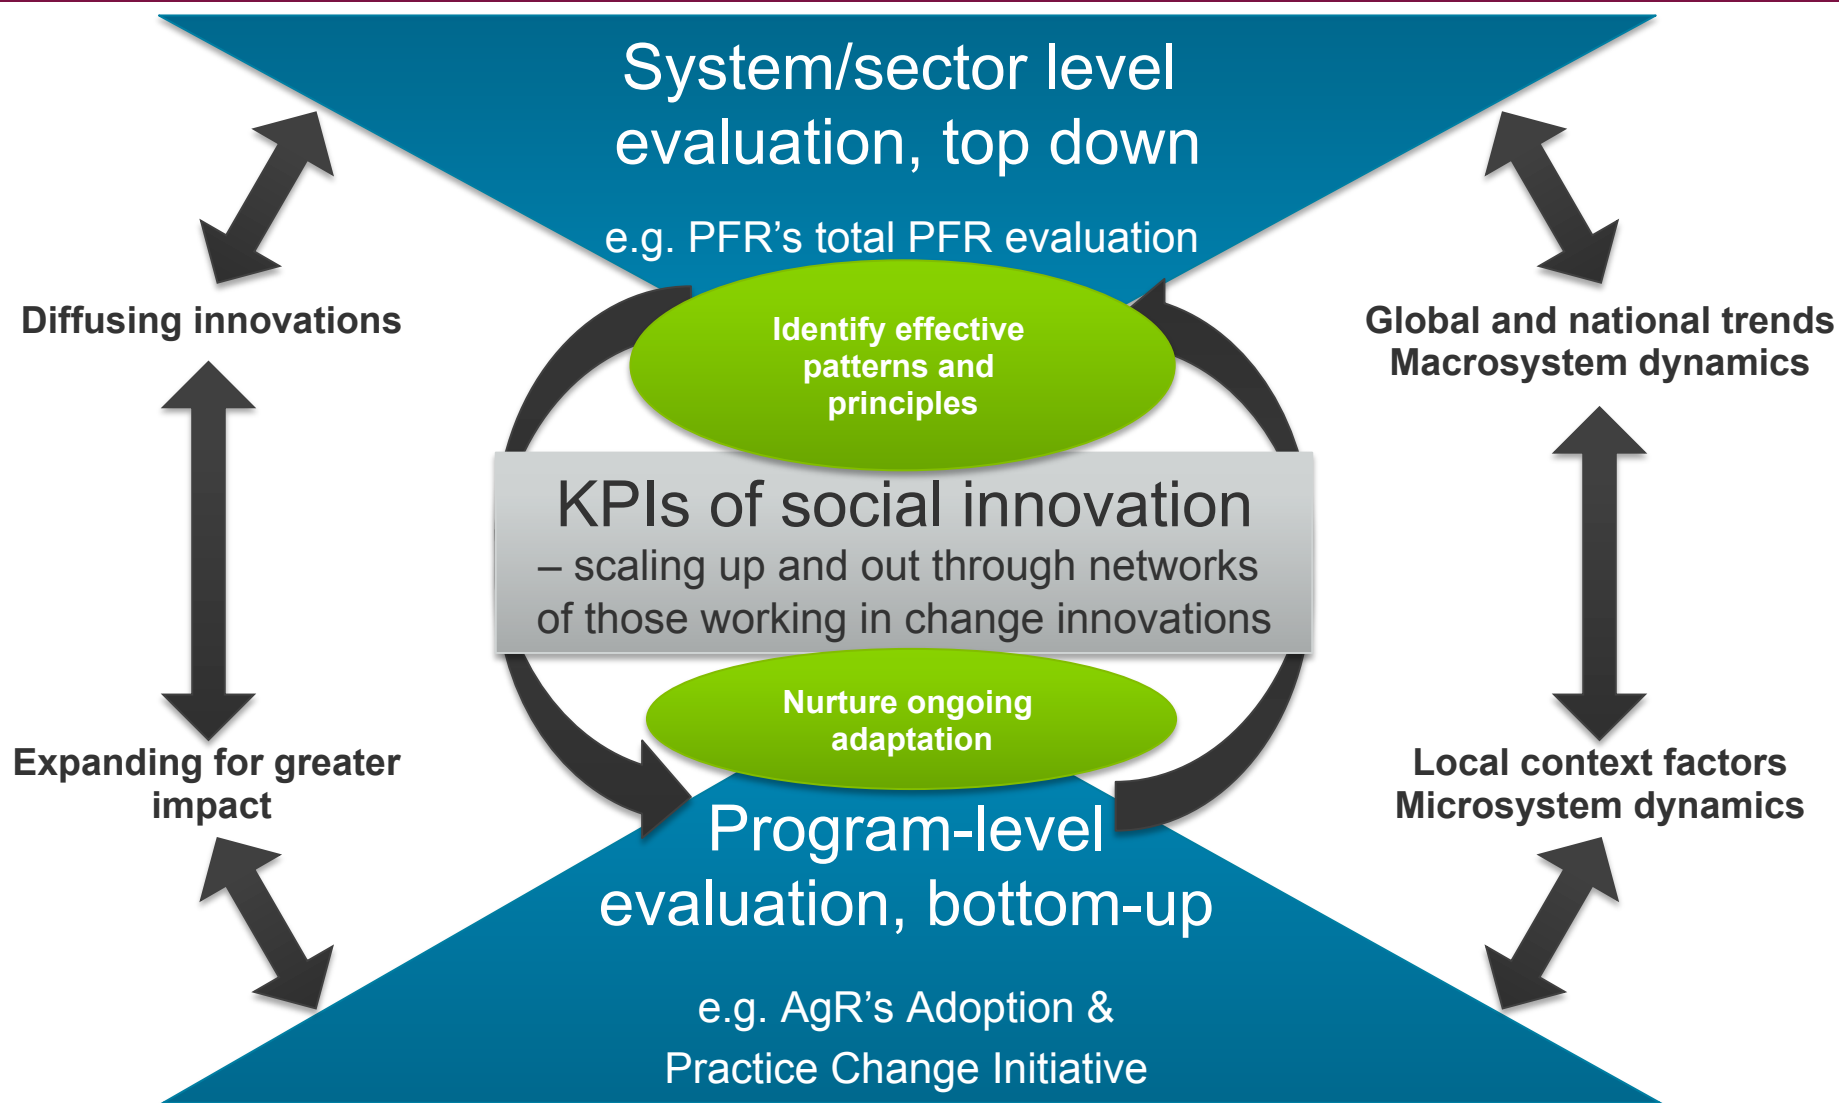 System/sector level
evaluation, top down
e.g. PFR’s total PFR evaluation
Diffusing innovations
Identify effective
patterns and
principles
Global and national trends
Macrosystem dynamics
KPIs of social innovation
– scaling up and out through networks
of those working in change innovations
Nurture ongoing
adaptation
Expanding for greater
impact
Local context factors
Microsystem dynamics
Program-level
evaluation, bottom-up
e.g. AgR’s Adoption &
Practice Change Initiative